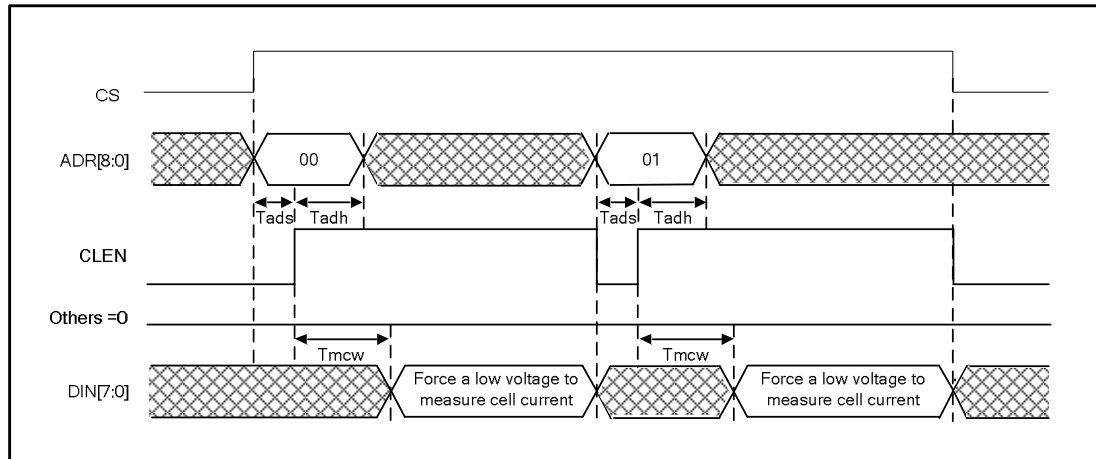 CS
ADR[8:0]
00
01
Tads
Tadh
Tads
Tadh
CLEN
Others =0
Tmcw
Tmcw
DIN[7:0]
Force a low voltage to
measure cell current
Force a low voltage to
measure cell current